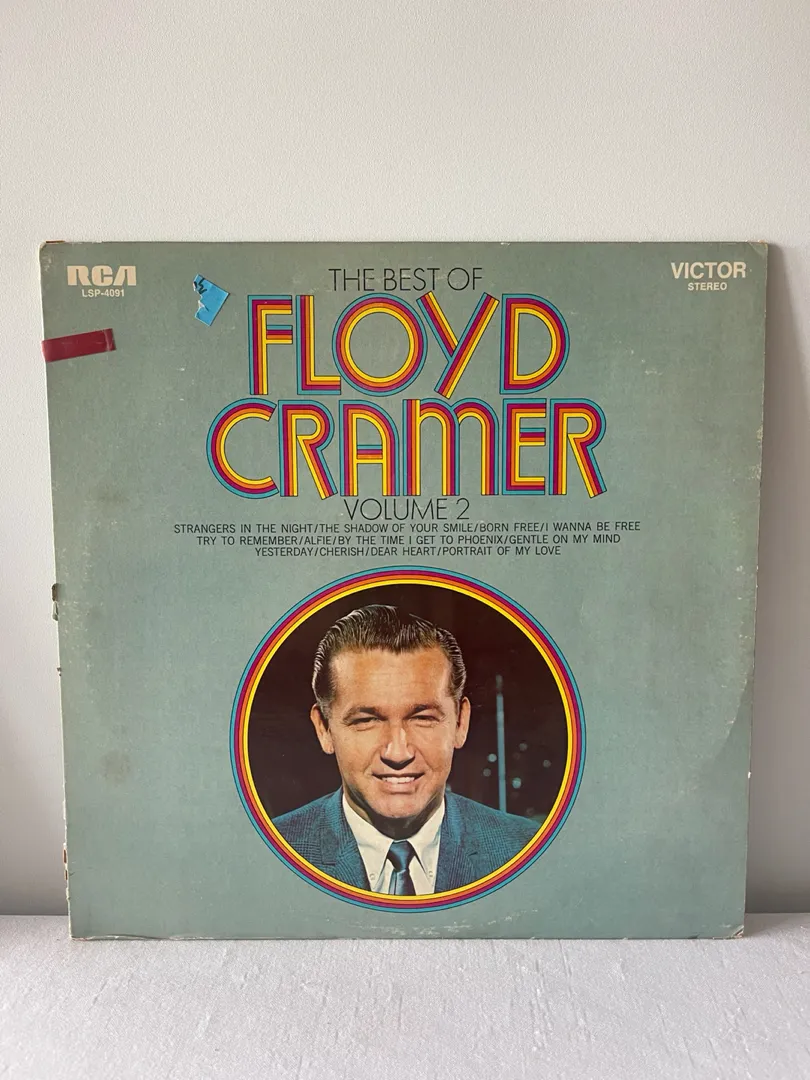 RCA
LSP-4091
VICTOR
STEREO
THE BEST OF
FLOYD
CRAMER
VOLUME 2
STRANGERS IN THE NIGHT/THE SHADOW OF YOUR SMILE/BORN FREE/I WANNA BE FREE
TRY TO REMEMBER/ALFIE/BY THE TIME I GET TO PHOENIX/GENTLE ON MY MIND
YESTERDAY/CHERISH/DEAR HEART/PORTRAIT OF MY LOVE